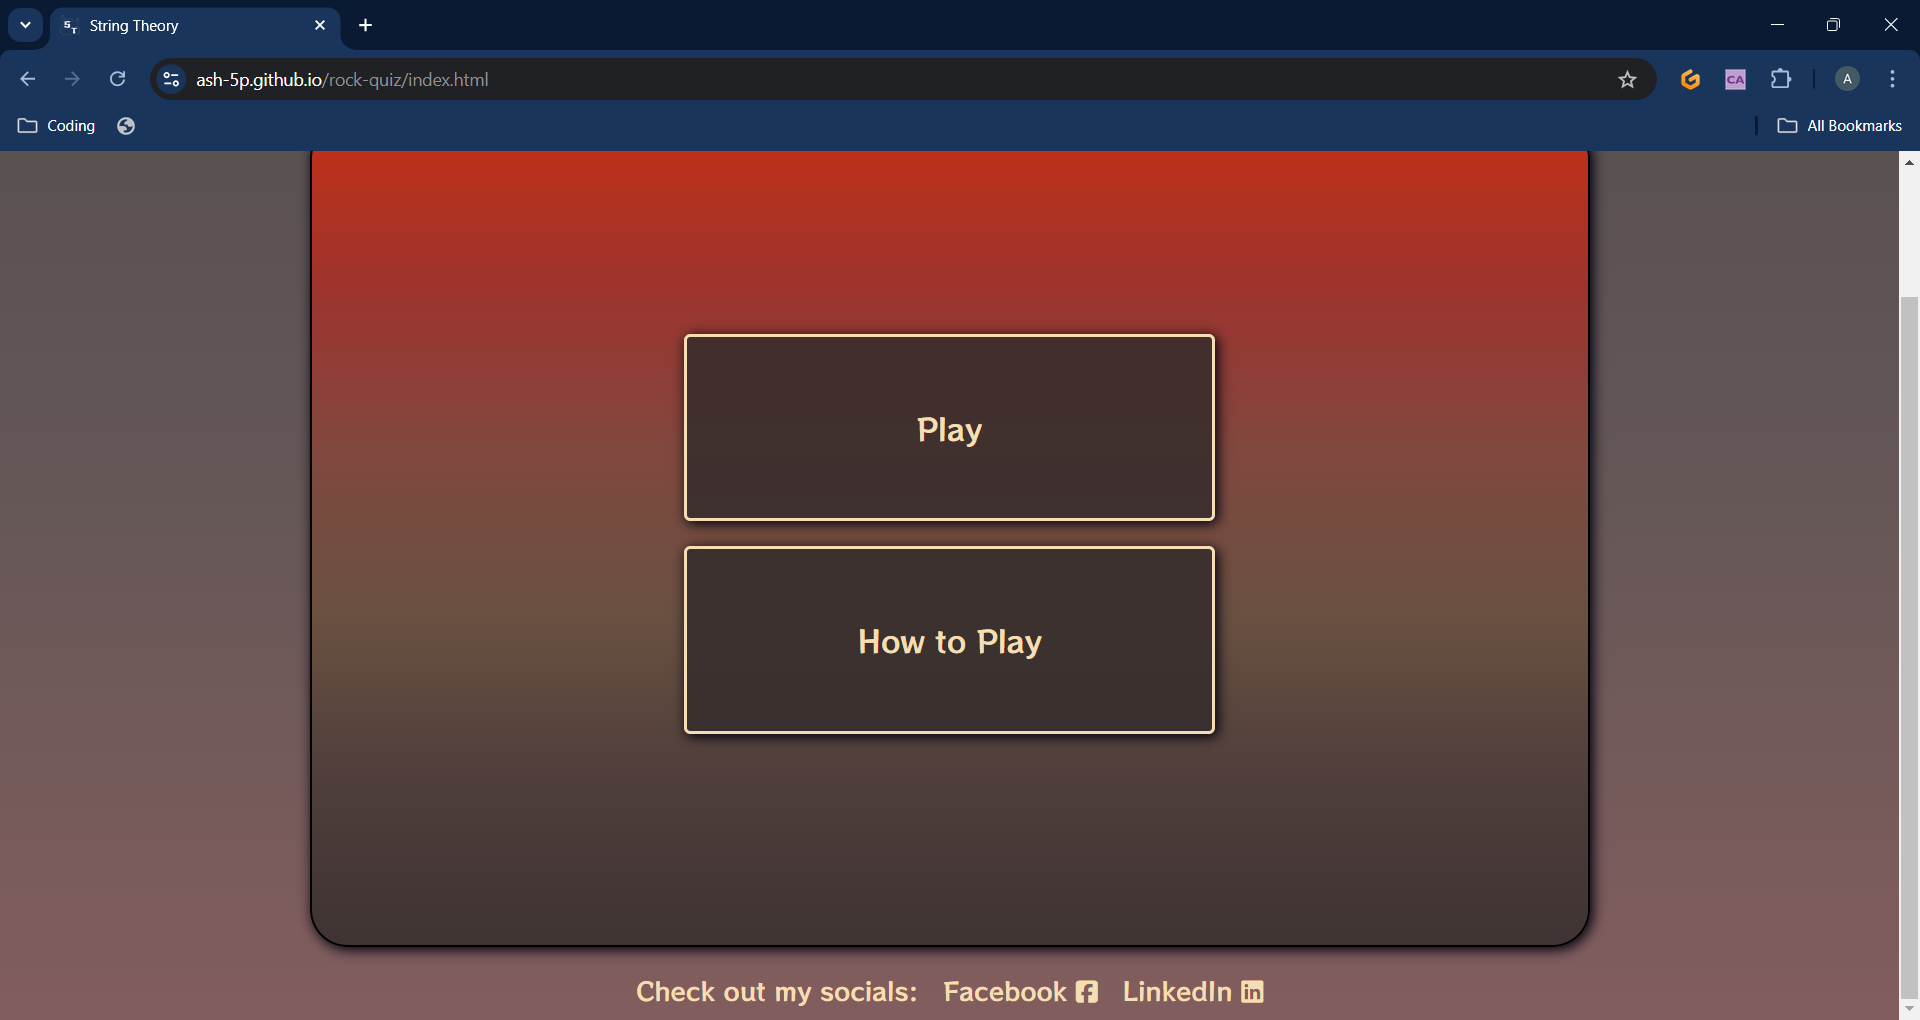 String Theory
ash-5p.github.io/rock-quiz/index.html
CA
A
Coding
All Bookmarks
Play
How to Play
Check out my socials: Facebook LinkedIn